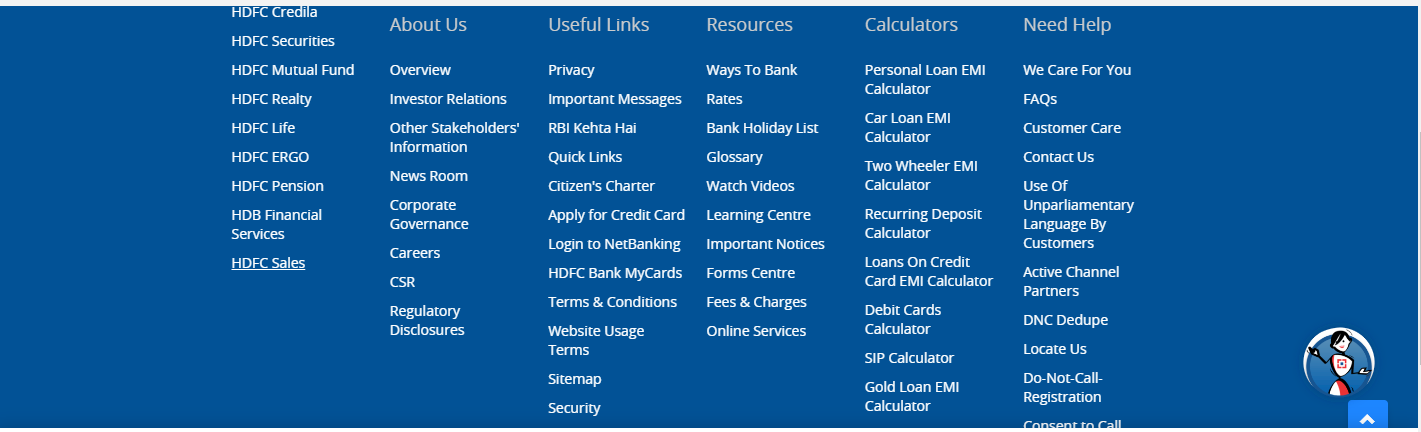 HDFC Credila
HDFC Securities
HDFC Mutual Fund
HDFC Realty
HDFC Life
HDFC ERGO
HDFC Pension
HDB Financial
Services
HDFC Sales
About Us
Overview
Investor Relations
Other Stakeholders'
Information
News Room
Corporate
Governance
Careers
CSR
Regulatory
Disclosures
Useful Links
Privacy
Important Messages
RBI Kehta Hai
Quick Links
Citizen's Charter
Apply for Credit Card
Login to NetBanking
HDFC Bank MyCards
Terms & Conditions
Website Usage
Terms
Sitemap
Security
Resources
Ways To Bank
Rates
Bank Holiday List
Glossary
Watch Videos
Learning Centre
Important Notices
Forms Centre
Fees & Charges
Online Services
Calculators
Personal Loan EMI
Calculator
Car Loan EMI
Calculator
Two Wheeler EMI
Calculator
Recurring Deposit
Calculator
Loans On Credit
Card EMI Calculator
Debit Cards
Calculator
SIP Calculator
Gold Loan EMI
Calculator
Need Help
We Care For You
FAQs
Customer Care
Contact Us
Use Of
Unparliamentary
Language By
Customers
Active Channel
Partners
DNC Dedupe
Locate Us
Do-Not-Call-
Registration
Consent to Call